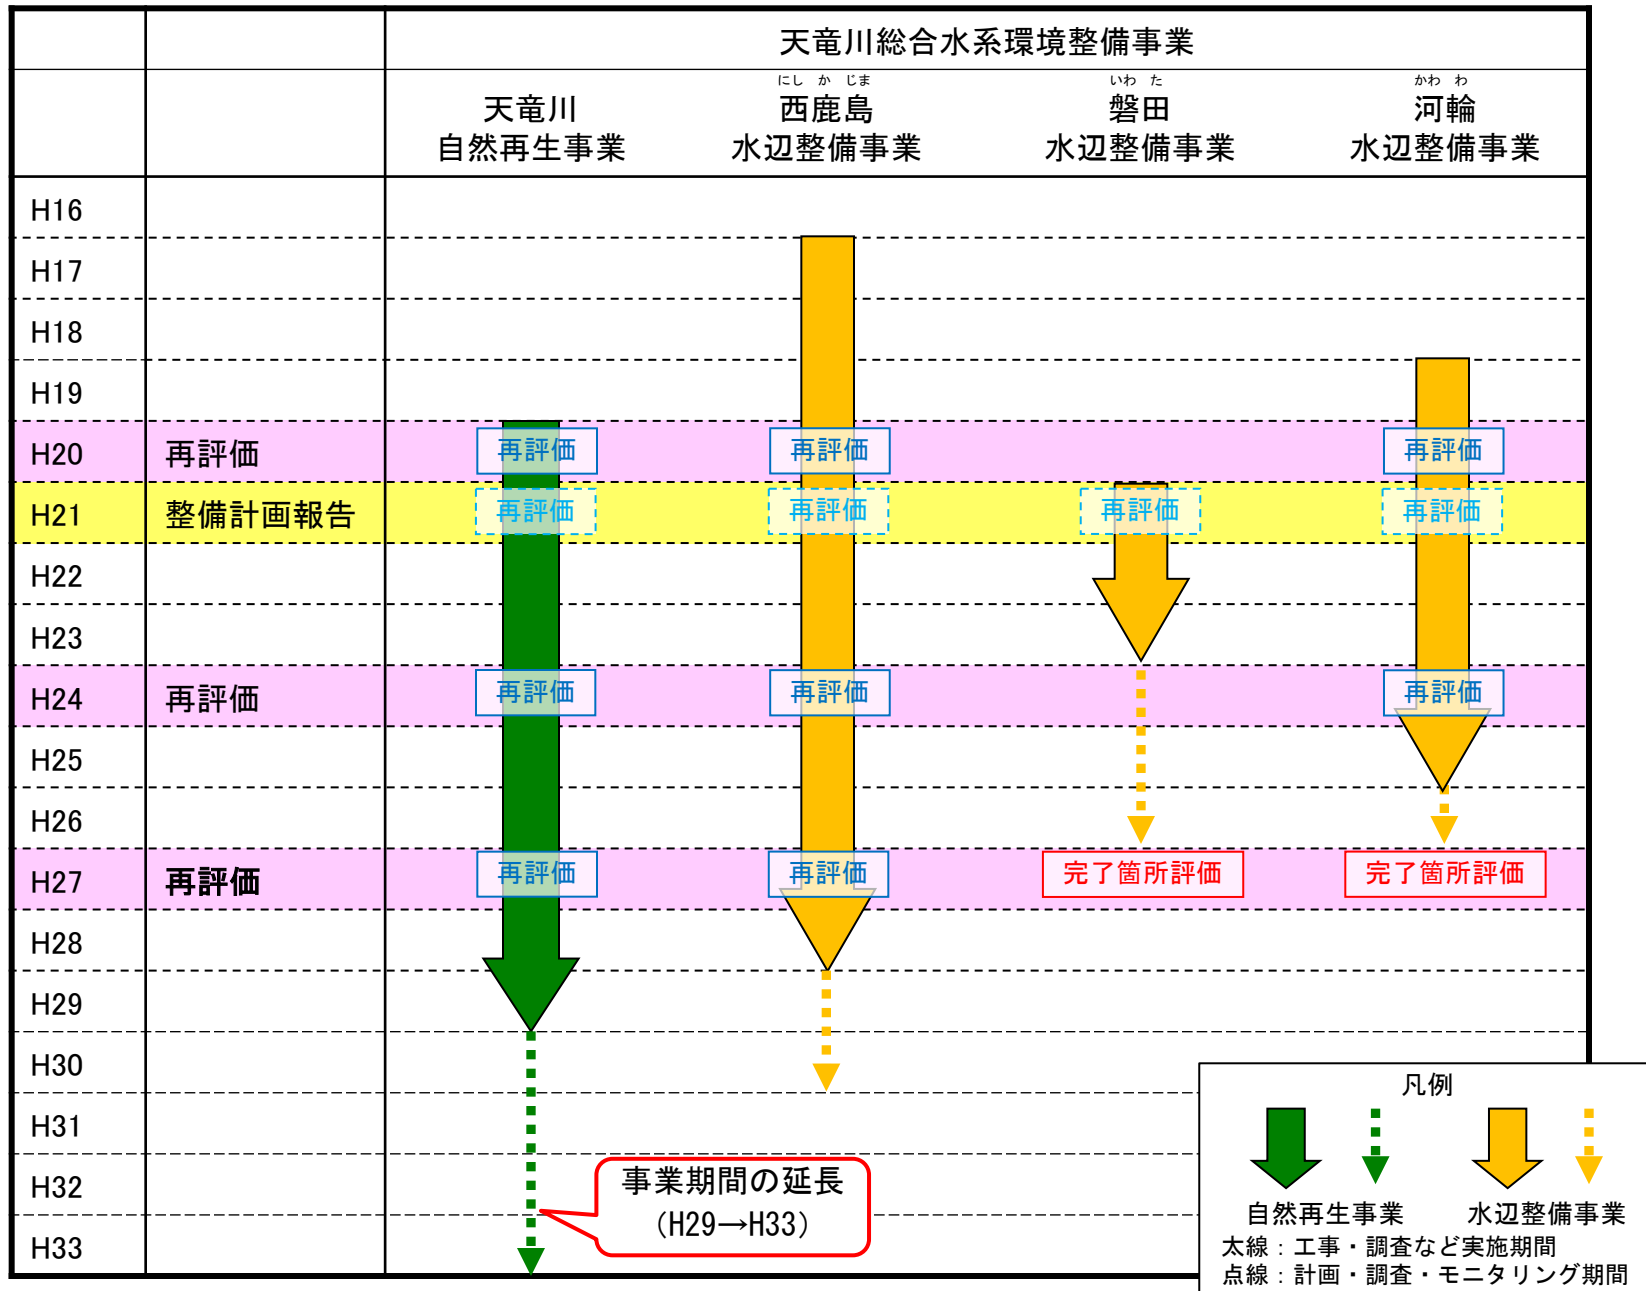 天竜川総合水系環境整備事業
天竜川
自然再生事業
にし か じま
西鹿島
水辺整備事業
いわ た
磐田
水辺整備事業
かわ わ
河輪
水辺整備事業
H16
H17
H18
H19
H20 再評価 再評価 再評価 再評価
H21 整備計画報告 再評価 再評価 再評価 再評価
H22
H23
H24 再評価 再評価 再評価 再評価
H25
H26
H27 再評価 再評価 再評価 完了箇所評価 完了箇所評価
H28
H29
H30
H31
H32
H33
事業期間の延長
(H29→H33)
凡例
自然再生事業 水辺整備事業
太線：工事・調査など実施期間
点線：計画・調査・モニタリング期間